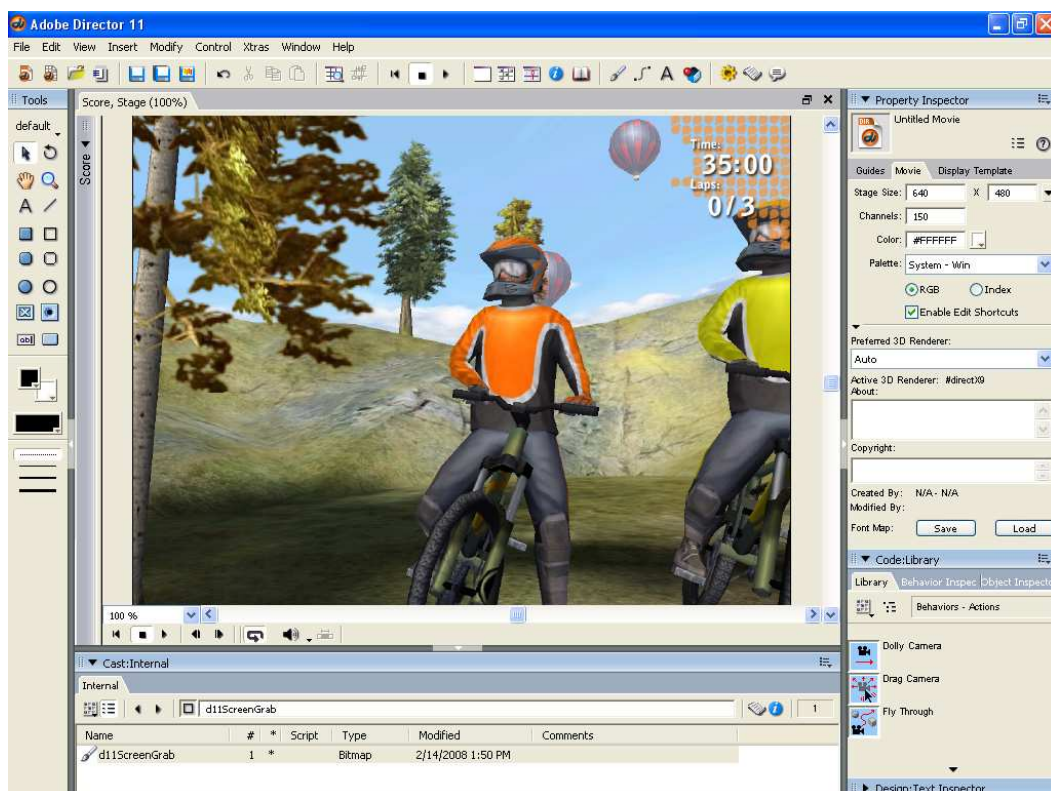 Adobe Director 11
File Edit View Insert Modify Control Xtras Window Help
Tools
default
Score, Stage (100%)
Score
Time:
35:00
Laps:
0/3
100 %
Property Inspector
Untitled Movie
Guides Movie Display Template
Stage Size: 640 X 480
Channels: 150
Color: #FFFFFF
Palette: System - Win
RGB Index
Enable Edit Shortcuts
Preferred 3D Renderer:
Auto
Active 3D Renderer: #directX9
About:
Copyright:
Created By: N/A - N/A
Modified By:
Font Map: Save Load
Code:Library
Library Behavior Inspec Object Inspecto
Behaviors - Actions
Dolly Camera
Drag Camera
Fly Through
Design:Text Inspector
Cast:Internal
Internal
d11ScreenGrab 1
Name # * Script Type Modified Comments
d11ScreenGrab 1 * Bitmap 2/14/2008 1:50 PM